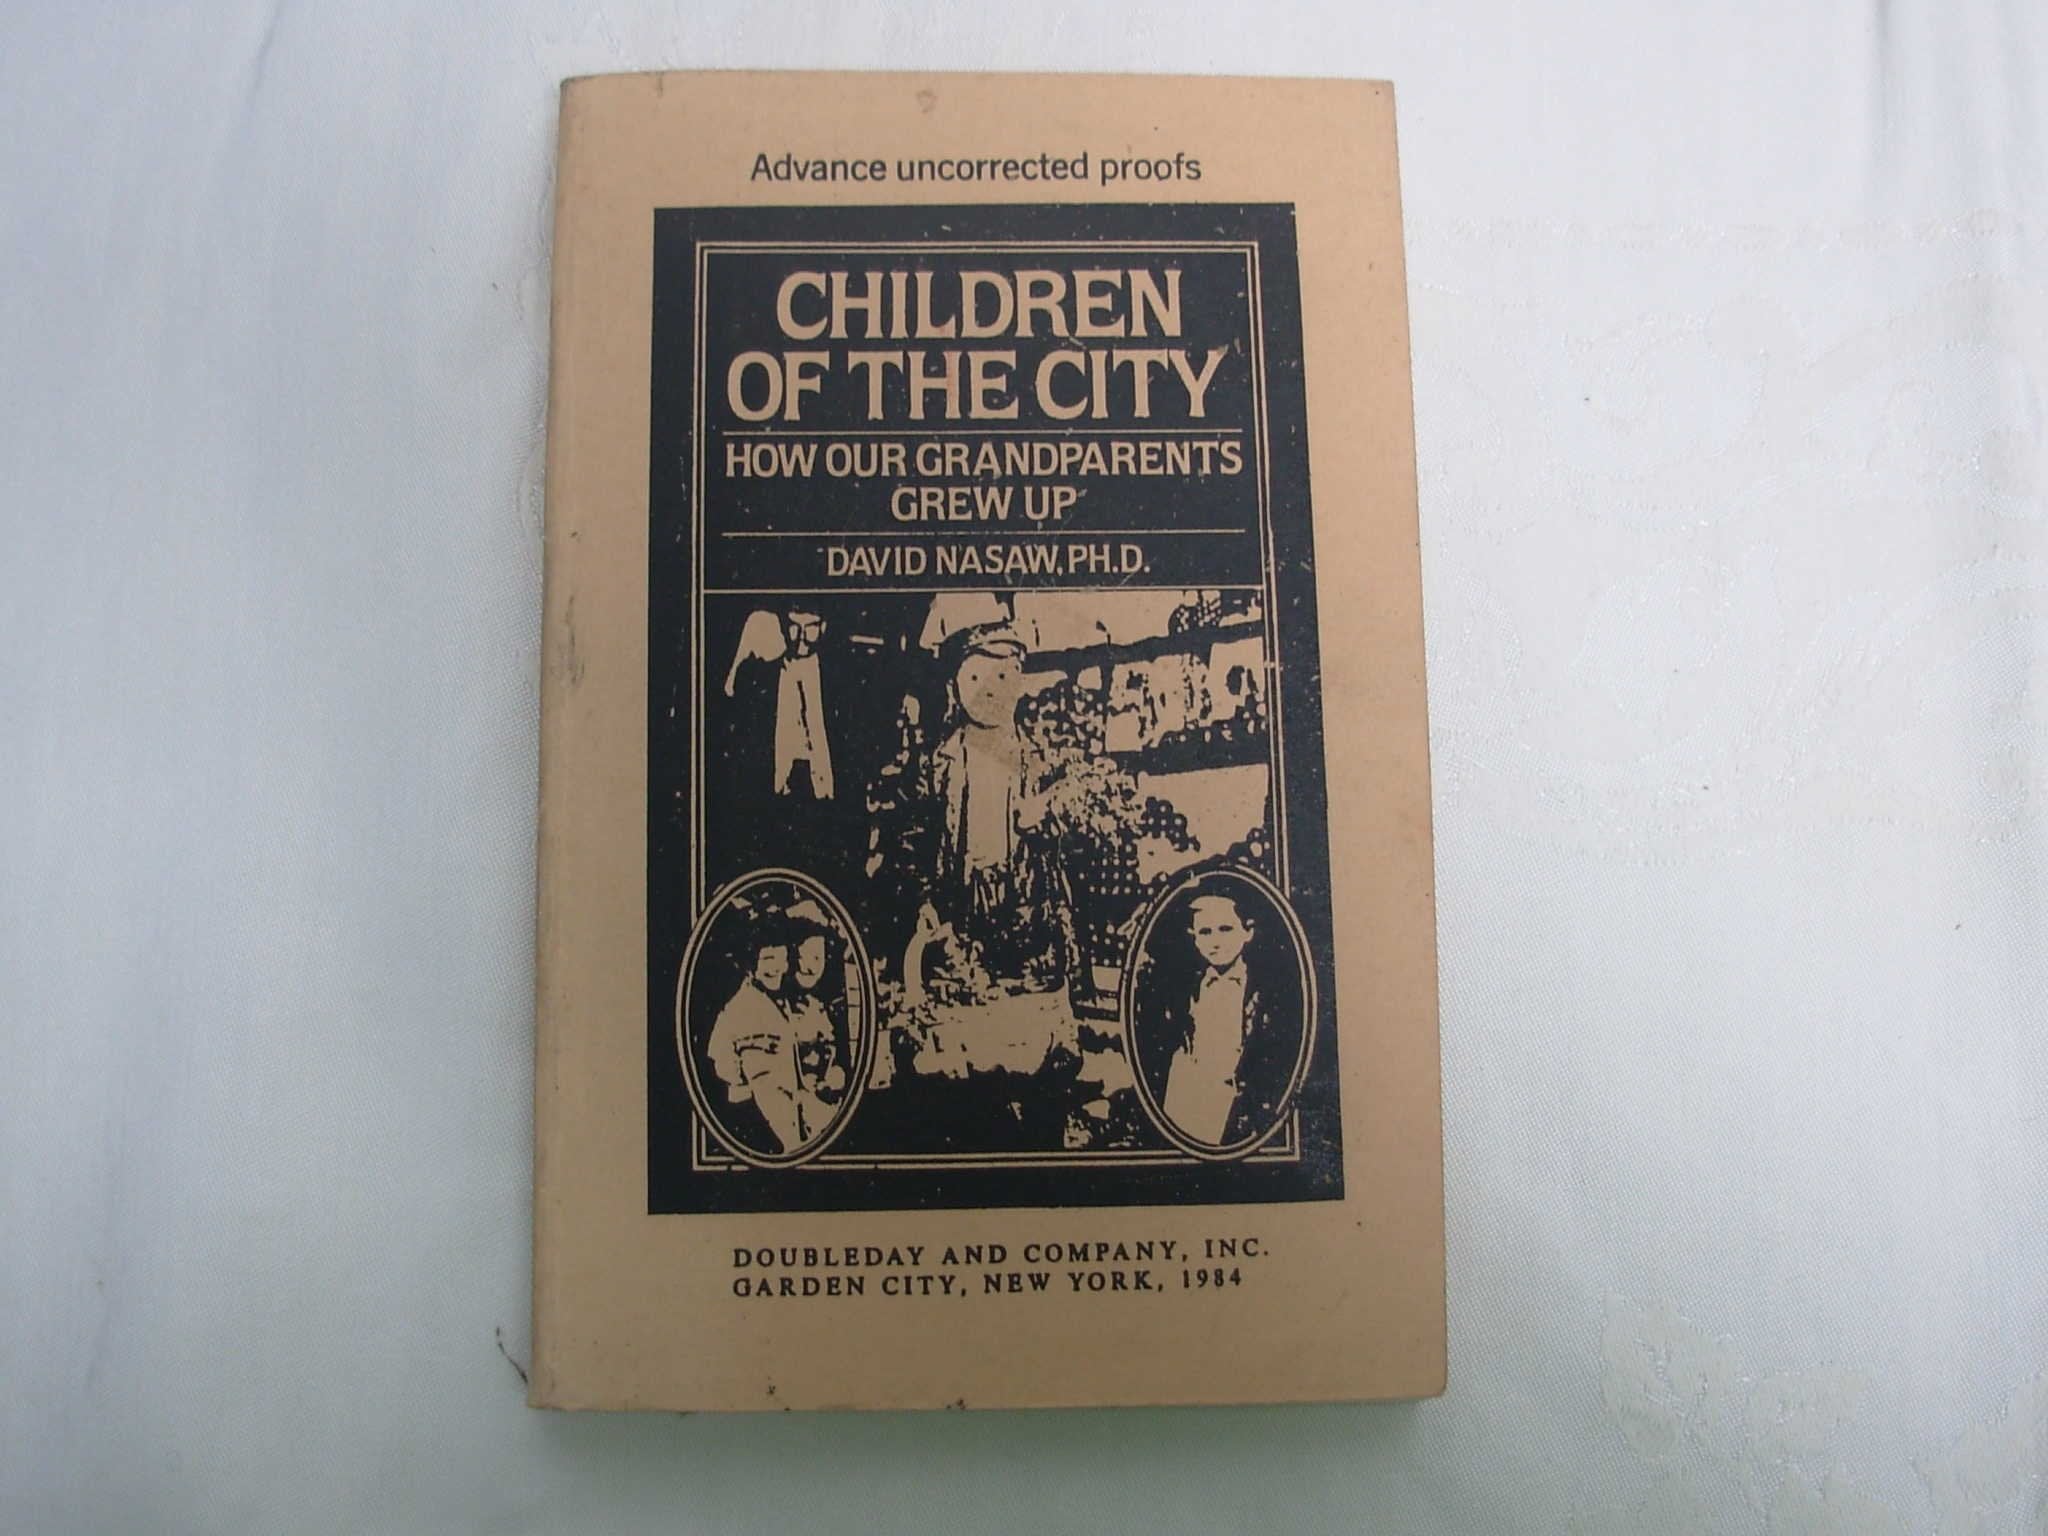 Advance uncorrected proofs
CHILDREN
OF THE CITY
HOW OUR GRANDPARENTS
GREW UP
DAVID NASAW, PH.D.
DOUBLEDAY AND COMPANY, INC.
GARDEN CITY, NEW YORK, 1984